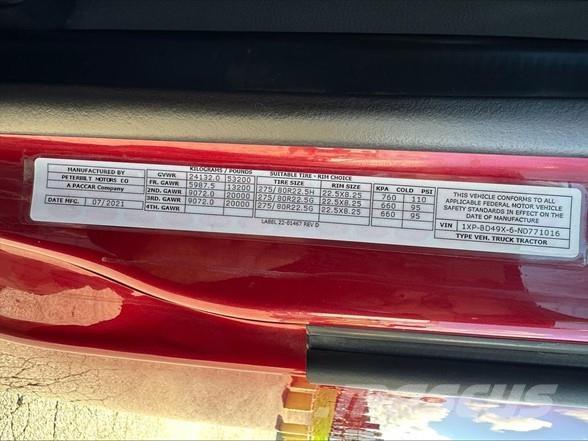 MANUFACTURED BY
PETERBILT MOTORS CO
A PACCAR Company
DATE MFG. 07/2021
KILOGRAMS / POUNDS
GVWR 24132.0 53200
FR. GAWR 5987.5 13200
2ND. GAWR 9072.0 20000
3RD. GAWR 9072.0 20000
4TH. GAWR
SUITABLE TIRE - RIM CHOICE
TIRE SIZE RIM SIZE
275/80R22.5H 22.5X8.25
275/80R22.5G 22.5X8.25
275/80R22.5G 22.5X8.25
KPA COLD PSI
760 110
660 95
660 95
LABEL 22-01467 REV D
THIS VEHICLE CONFORMS TO ALL
APPLICABLE FEDERAL MOTOR VEHICLE
SAFETY STANDARDS IN EFFECT ON THE
DATE OF MANUFACTURE
VIN 1XP-BD49X-6-ND771016
TYPE VEH. TRUCK TRACTOR
Mascus